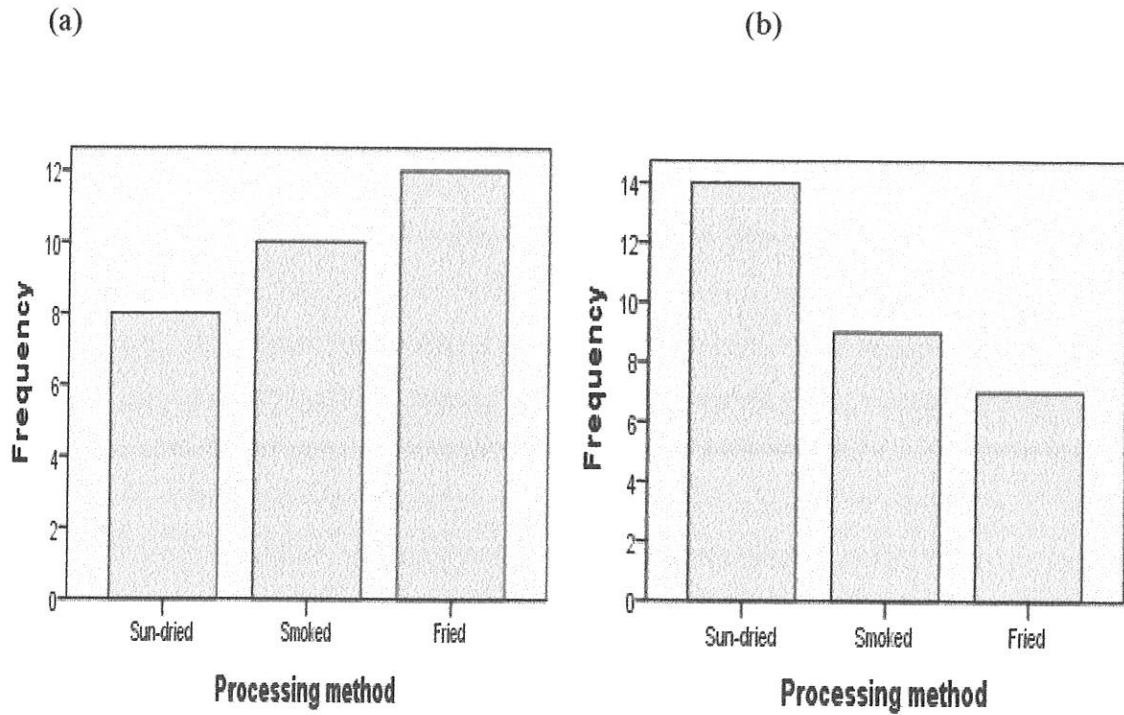 (a)
(b)
12
10
8
6
4
2
0
Frequency
Sun-dried Smoked Fried
Processing method
14
12
10
8
6
4
2
0
Frequency
Sun-dried Smoked Fried
Processing method